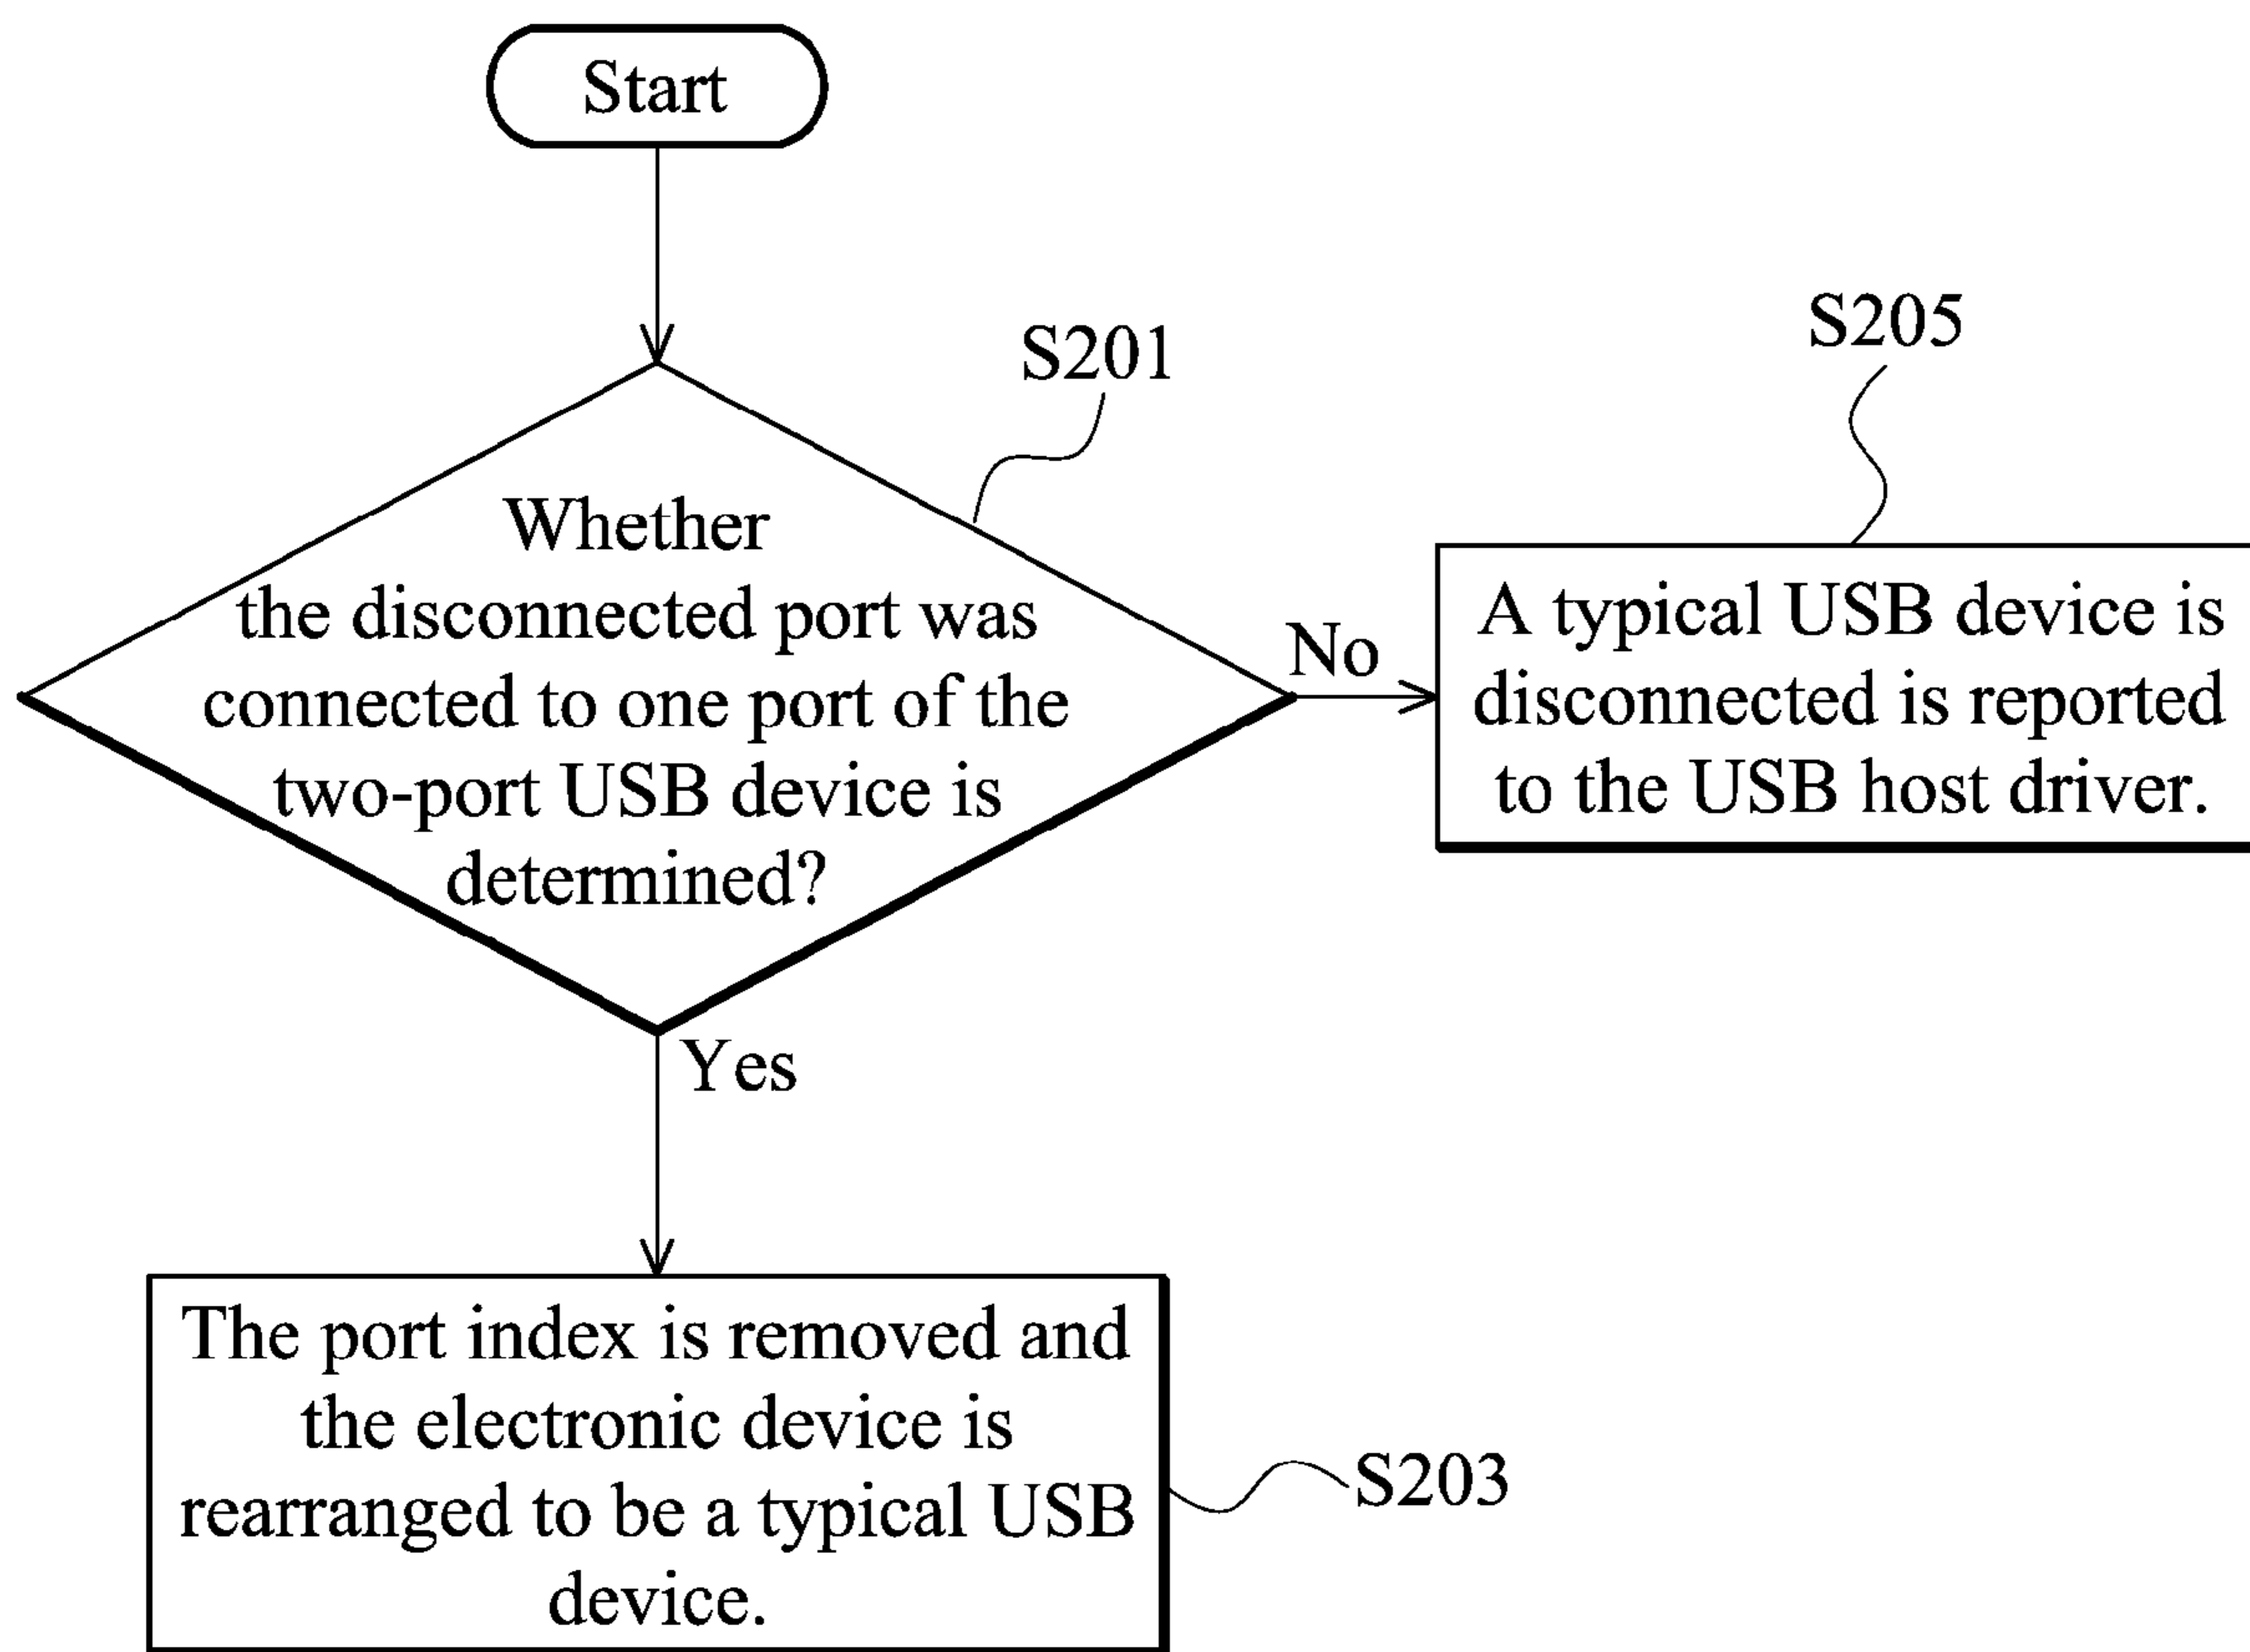 Start
S201
Whether
the disconnected port was
connected to one port of the
two-port USB device is
determined?
No
S205
A typical USB device is
disconnected is reported
to the USB host driver.
Yes
The port index is removed and
the electronic device is
rearranged to be a typical USB
device.
S203